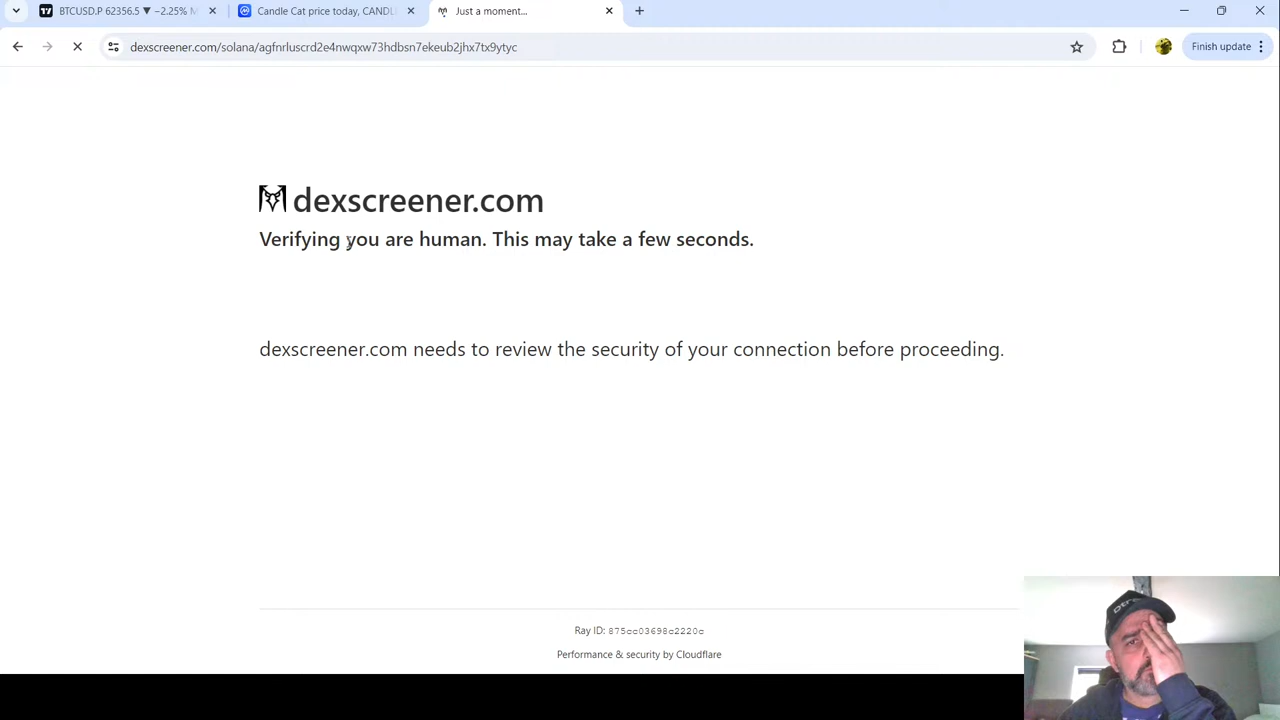 BTCUSD.P 62356.5 ▼ −2.25%
Candle Cat price today, CANDL
Just a moment...
dexscreener.com/solana/agfnrluscrd2e4nwqxw73hdbsn7ekeub2jhx7tx9ytyc
Finish update
dexscreener.com
Verifying you are human. This may take a few seconds.
dexscreener.com needs to review the security of your connection before proceeding.
Ray ID: 875cc03698c2220c
Performance & security by Cloudflare